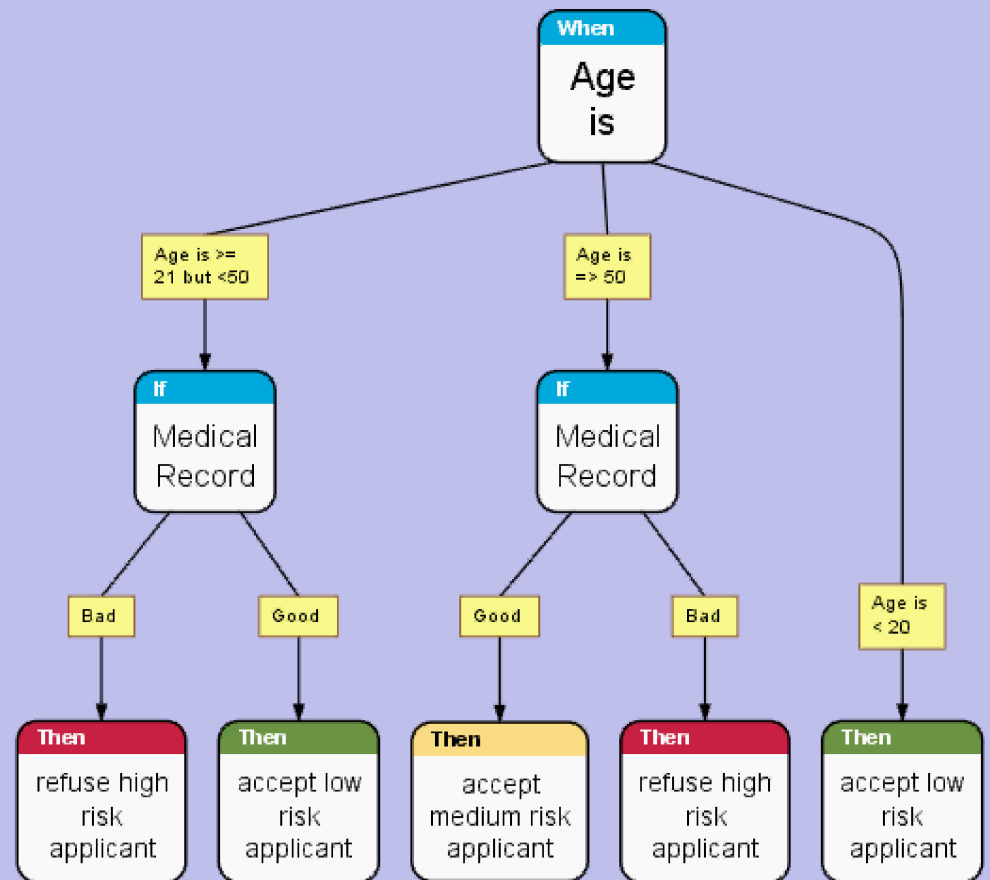 When
Age
is
Age is >=
21 but <50
Age is
=> 50
If
Medical
Record
If
Medical
Record
Bad
Good
Good
Bad
Age is
< 20
Then
refuse high
risk
applicant
Then
accept low
risk
applicant
Then
accept
medium risk
applicant
Then
refuse high
risk
applicant
Then
accept low
risk
applicant